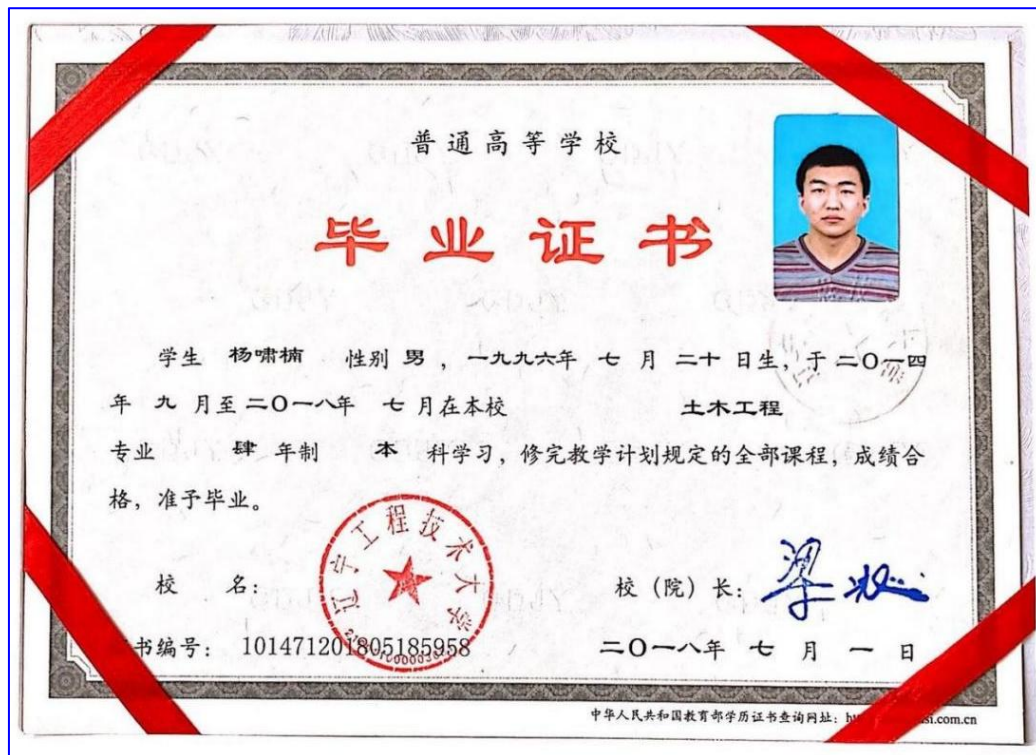 普通高等学校
毕业证书
学生 杨啸楠 性别 男 ，一九九六年 七 月 二十 日生，于 二〇一四
年 九 月至 二〇一八年 七 月在本校 土木工程
专业 肆 年制 本 科学习，修完教学计划规定的全部课程，成绩合
格，准予毕业。
辽宁工程技术大学
校 名： 校（院）长：
书编号： 101471201805185958 二〇一八年 七 月 一 日
中华人民共和国教育部学历证书查询网址： si.com.cn